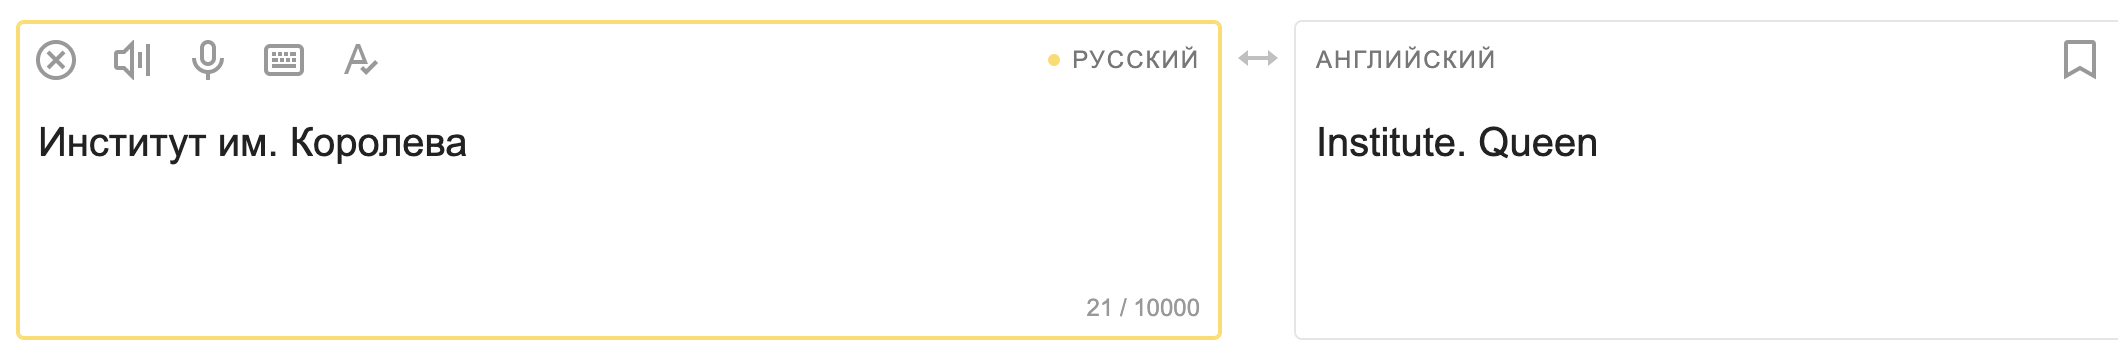 РУССКИЙ
Институт им. Королева
21 / 10000
АНГЛИЙСКИЙ
Institute. Queen